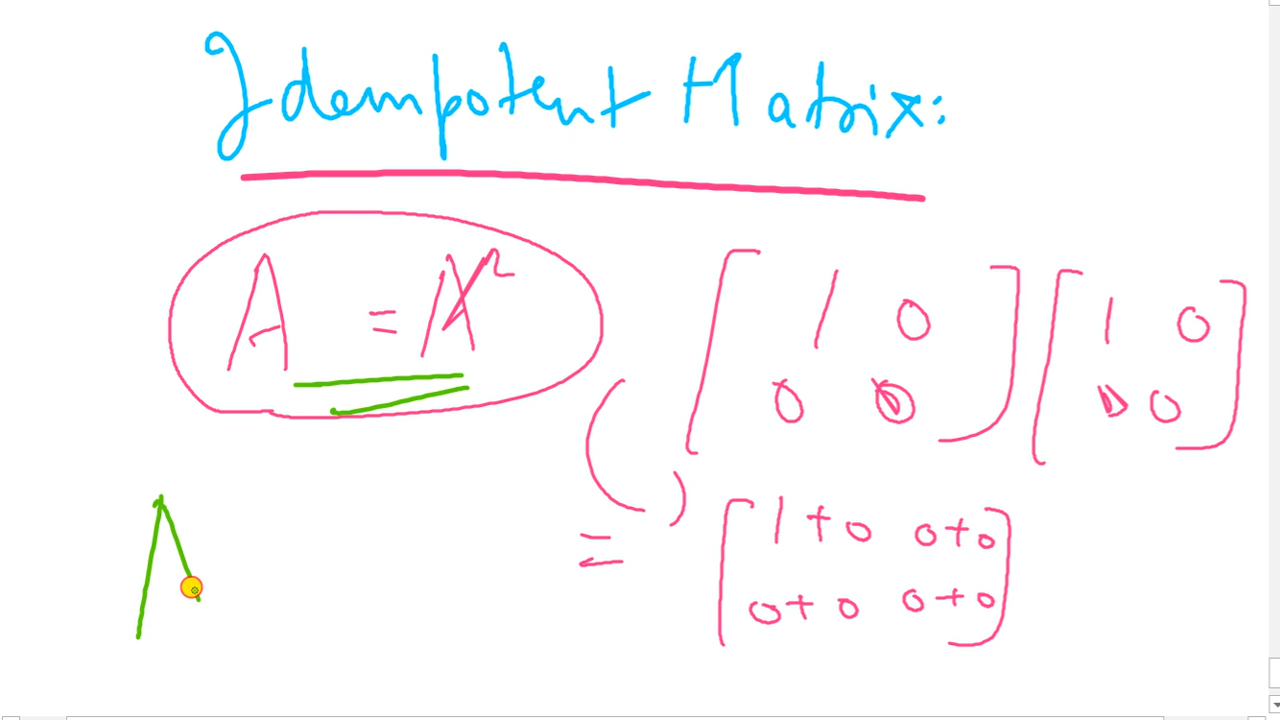 Idempotent Matrix:
A = A²
[ 1 0 ] [ 1 0 ]
[ 0 0 ] [ 0 0 ]
= [ 1+0 0+0 ]
[ 0+0 0+0 ]